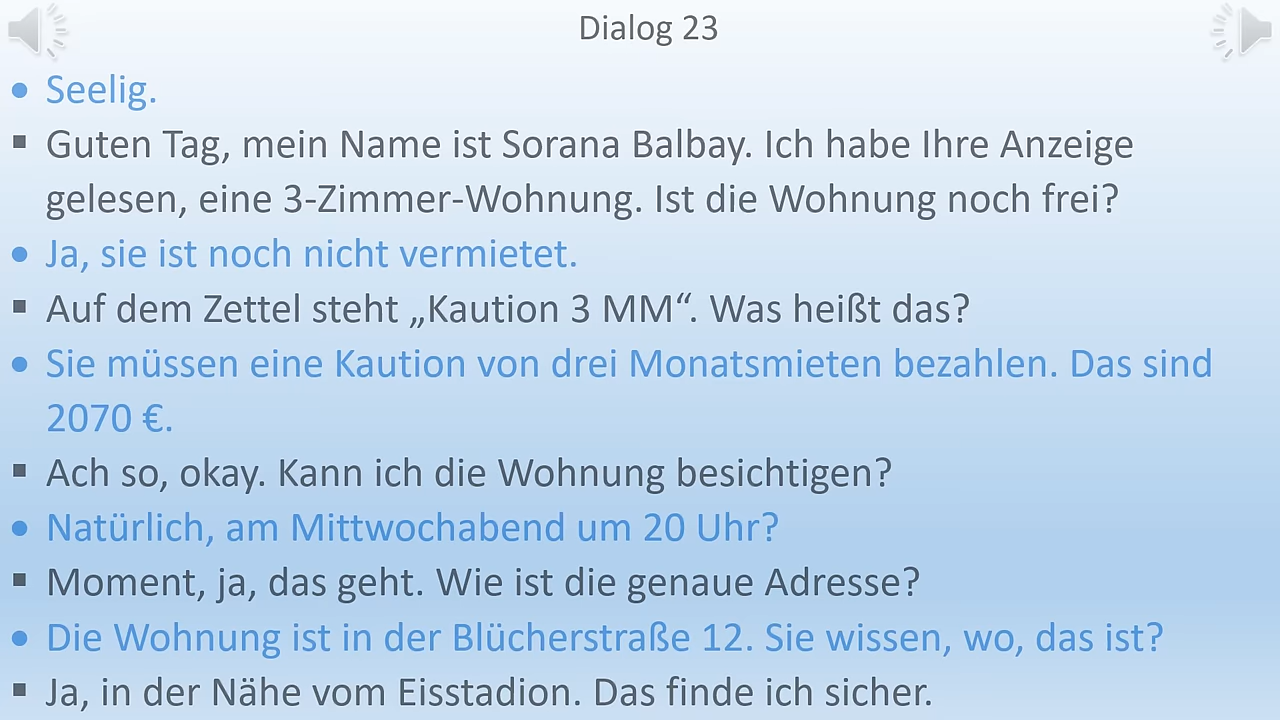 Dialog 23
• Seelig.
▪ Guten Tag, mein Name ist Sorana Balbay. Ich habe Ihre Anzeige
gelesen, eine 3-Zimmer-Wohnung. Ist die Wohnung noch frei?
• Ja, sie ist noch nicht vermietet.
▪ Auf dem Zettel steht „Kaution 3 MM“. Was heißt das?
• Sie müssen eine Kaution von drei Monatsmieten bezahlen. Das sind
2070 €.
▪ Ach so, okay. Kann ich die Wohnung besichtigen?
• Natürlich, am Mittwochabend um 20 Uhr?
▪ Moment, ja, das geht. Wie ist die genaue Adresse?
• Die Wohnung ist in der Blücherstraße 12. Sie wissen, wo, das ist?
▪ Ja, in der Nähe vom Eisstadion. Das finde ich sicher.